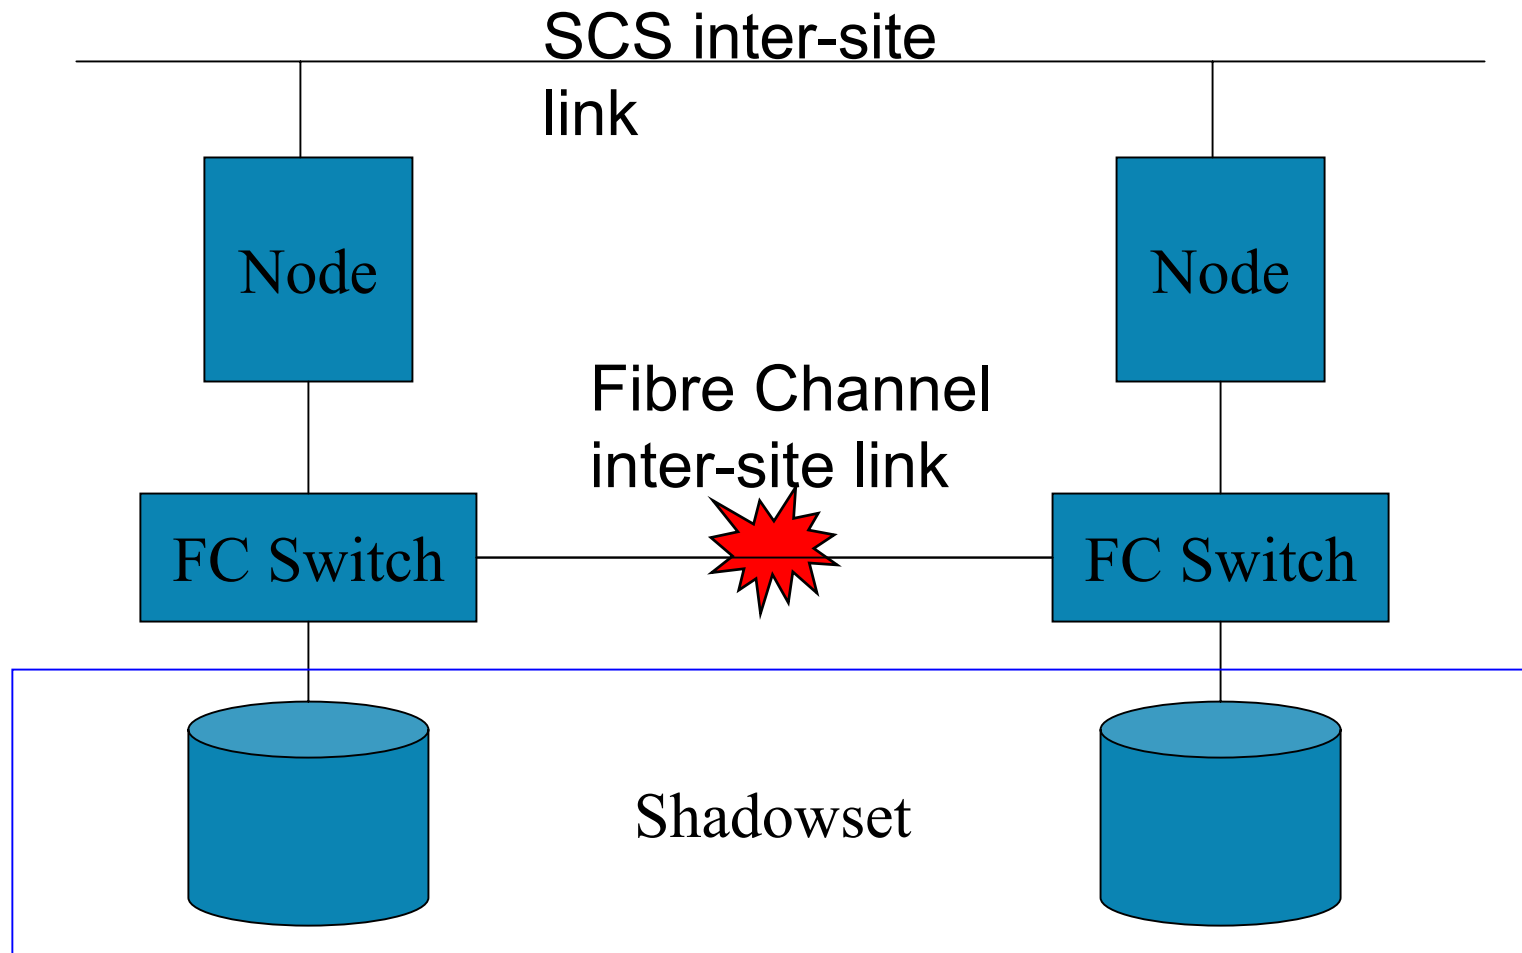 SCS inter-site
link
Node
Node
Fibre Channel
inter-site link
FC Switch
FC Switch
Shadowset